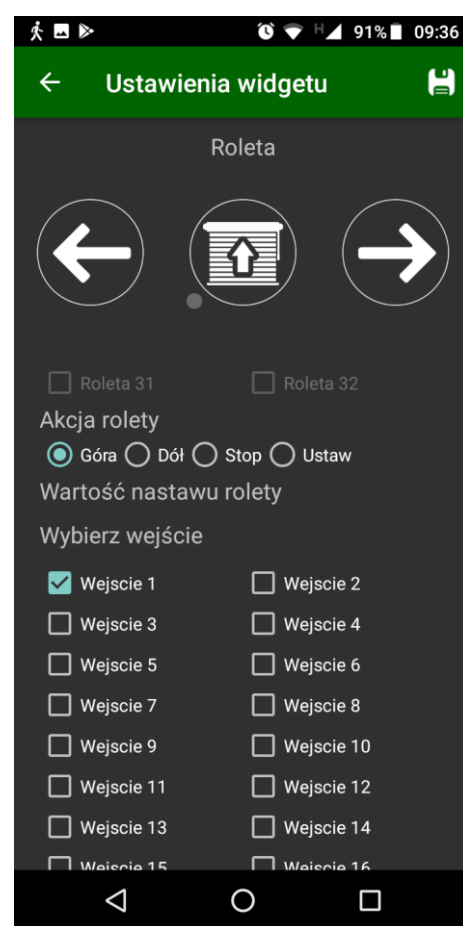 H 91% 09:36
Ustawienia widgetu
Roleta
Roleta 31 Roleta 32
Akcja rolety
Góra Dół Stop Ustaw
Wartość nastawu rolety
Wybierz wejście
Wejscie 1 Wejscie 2
Wejscie 3 Wejscie 4
Wejscie 5 Wejscie 6
Wejscie 7 Wejscie 8
Wejscie 9 Wejscie 10
Wejscie 11 Wejscie 12
Wejscie 13 Wejscie 14
Wejscie 15 Wejscie 16